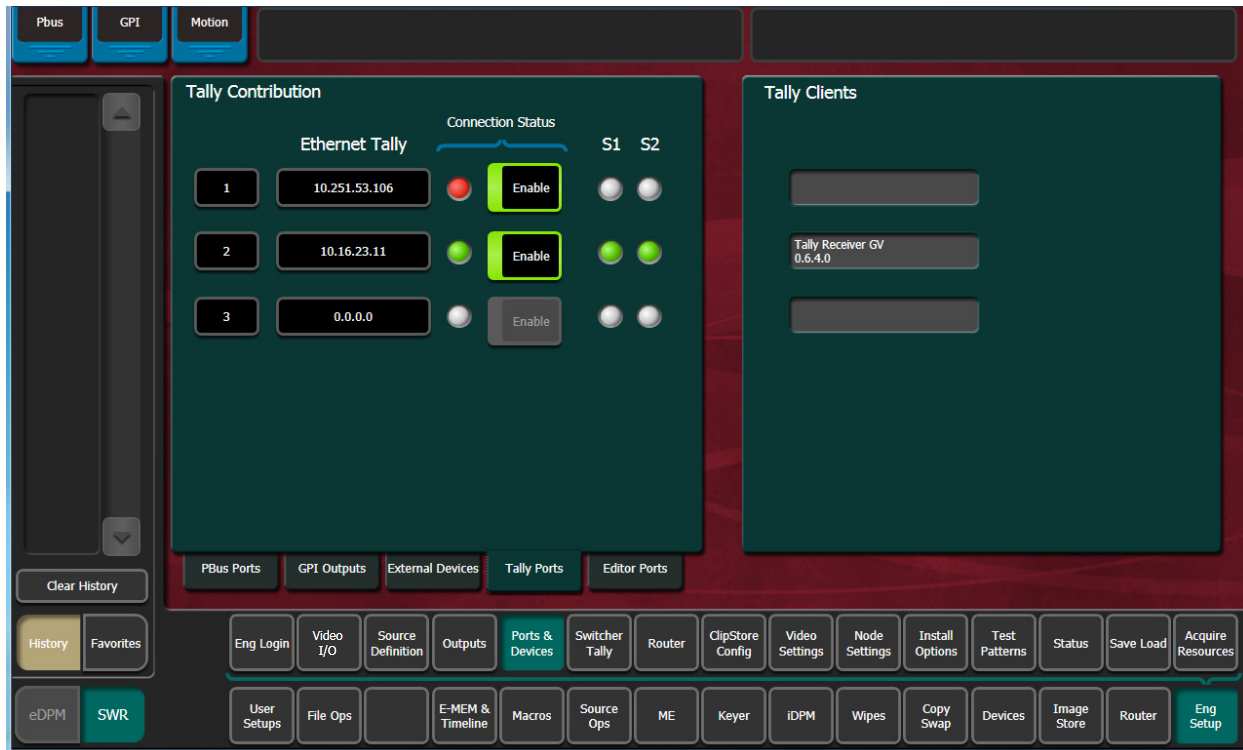 Pbus
GPI
Motion
Tally Contribution
Tally Clients
Connection Status
Ethernet Tally
S1 S2
1
10.251.53.106
Enable
2
10.16.23.11
Enable
Tally Receiver GV
0.6.4.0
3
0.0.0.0
Enable
PBus Ports
GPI Outputs
External Devices
Tally Ports
Editor Ports
Clear History
History
Favorites
Eng Login
Video
I/O
Source
Definition
Outputs
Ports &
Devices
Switcher
Tally
Router
ClipStore
Config
Video
Settings
Node
Settings
Install
Options
Test
Patterns
Status
Save Load
Acquire
Resources
eDPM
SWR
User
Setups
File Ops
E-MEM &
Timeline
Macros
Source
Ops
ME
Keyer
iDPM
Wipes
Copy
Swap
Devices
Image
Store
Router
Eng
Setup